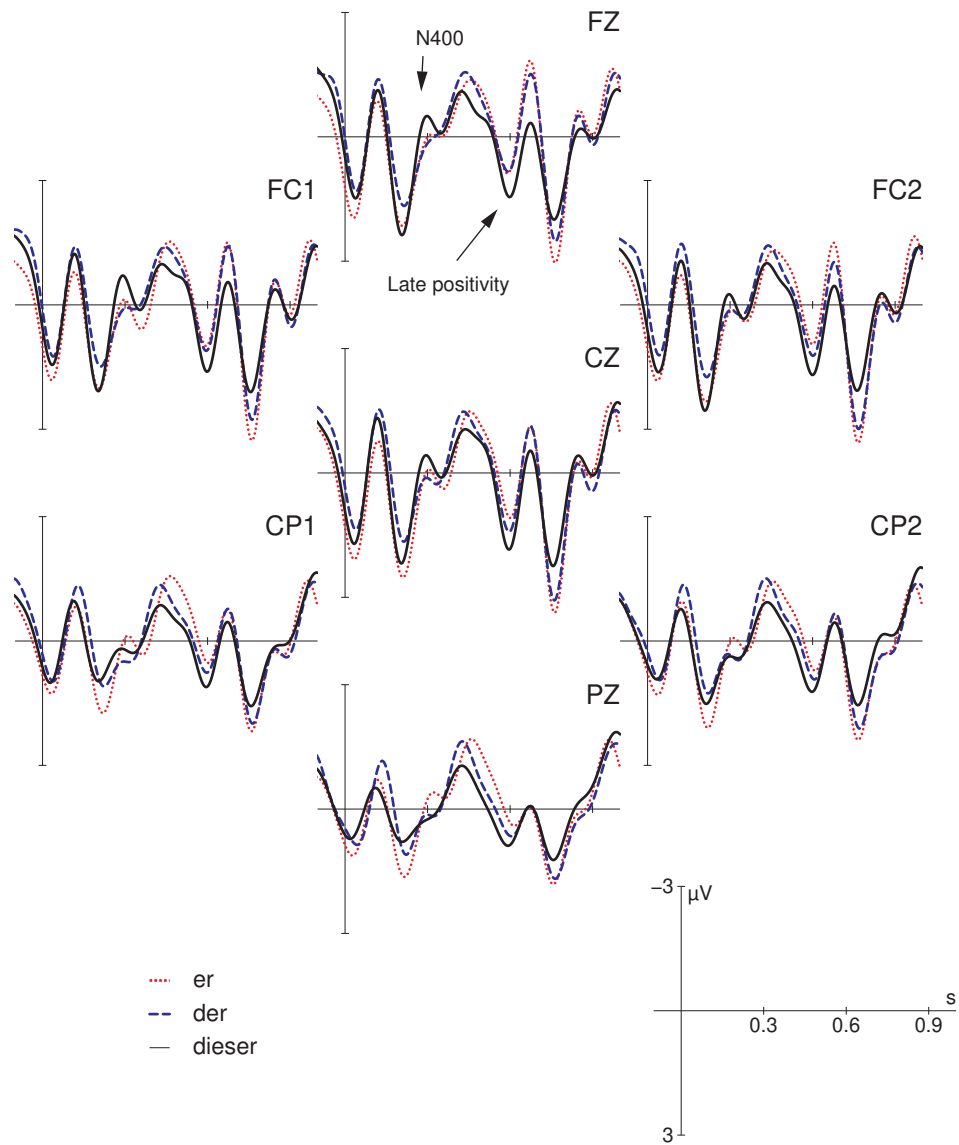 FZ
N400
FC1
FC2
Late positivity
CZ
CP1
CP2
PZ
−3
μV
er
der
dieser
s
0.3 0.6 0.9
3